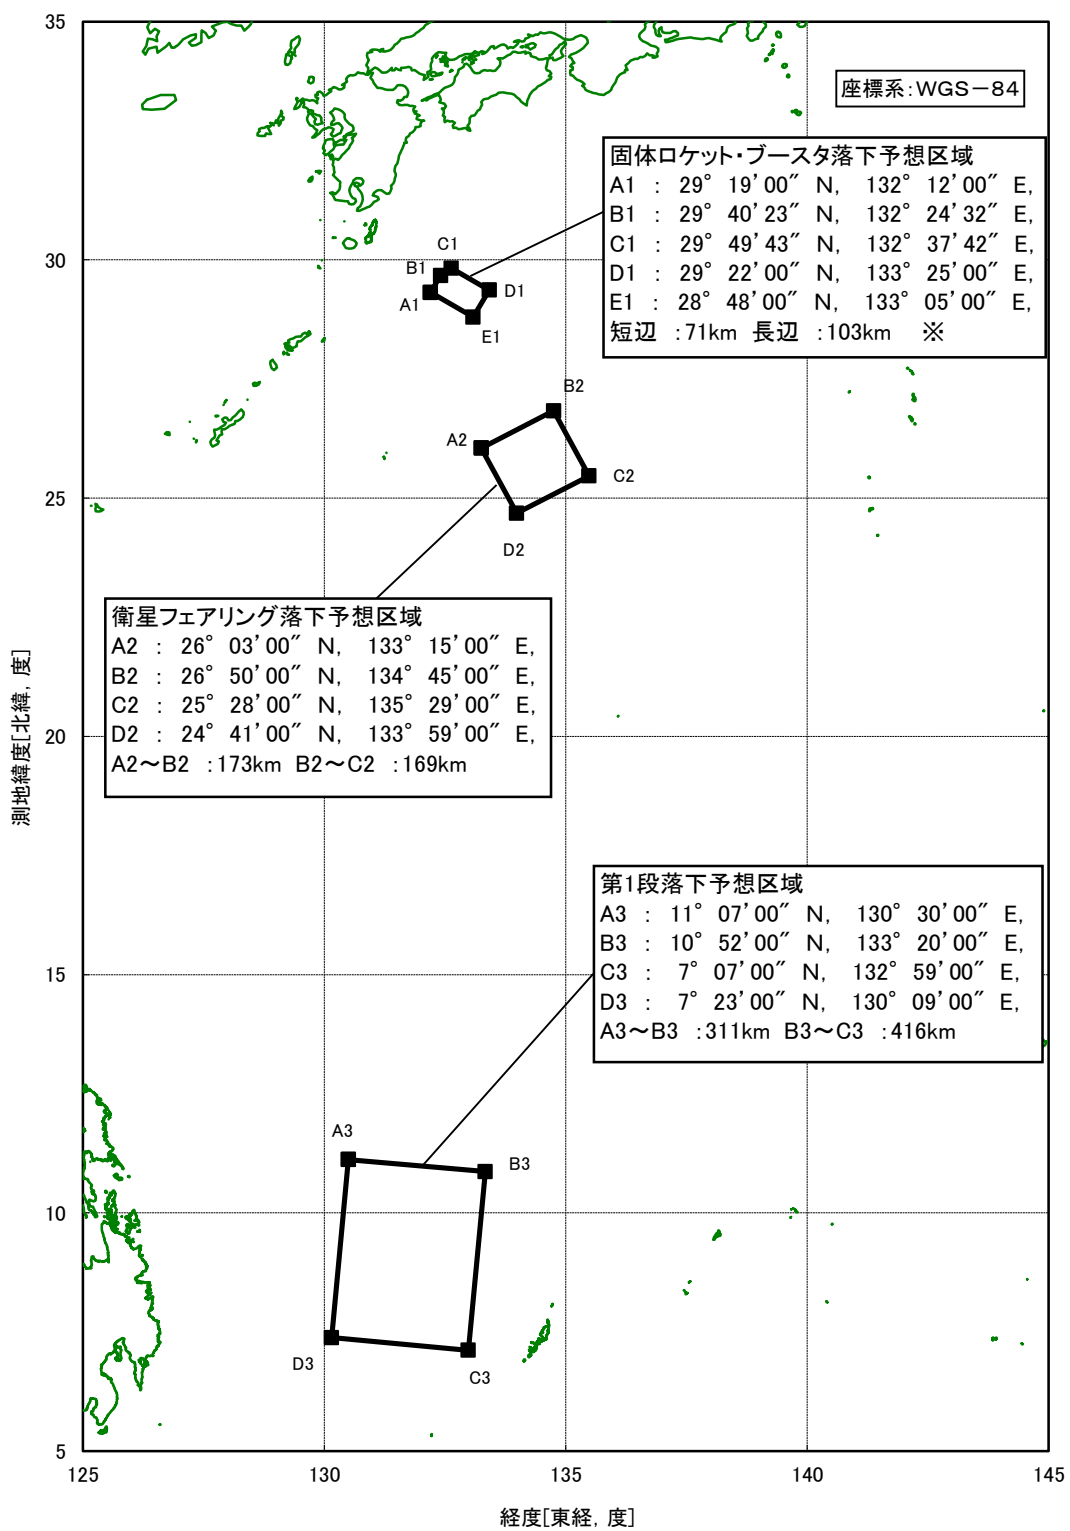 35
座標系:WGS−84
固体ロケット・ブースタ落下予想区域
A1 : 29° 19'00" N, 132° 12'00" E,
B1 : 29° 40'23" N, 132° 24'32" E,
C1 : 29° 49'43" N, 132° 37'42" E,
D1 : 29° 22'00" N, 133° 25'00" E,
E1 : 28° 48'00" N, 133° 05'00" E,
短辺 :71km 長辺 :103km ※
C1
30
B1
D1
A1
E1
B2
A2
C2
25
D2
衛星フェアリング落下予想区域
A2 : 26° 03'00" N, 133° 15'00" E,
B2 : 26° 50'00" N, 134° 45'00" E,
C2 : 25° 28'00" N, 135° 29'00" E,
D2 : 24° 41'00" N, 133° 59'00" E,
A2～B2 :173km B2～C2 :169km
測地緯度[北緯, 度]
20
第1段落下予想区域
A3 : 11° 07'00" N, 130° 30'00" E,
B3 : 10° 52'00" N, 133° 20'00" E,
C3 : 7° 07'00" N, 132° 59'00" E,
D3 : 7° 23'00" N, 130° 09'00" E,
A3～B3 :311km B3～C3 :416km
15
A3
B3
10
D3
C3
5
125 130 135 140 145
経度[東経, 度]